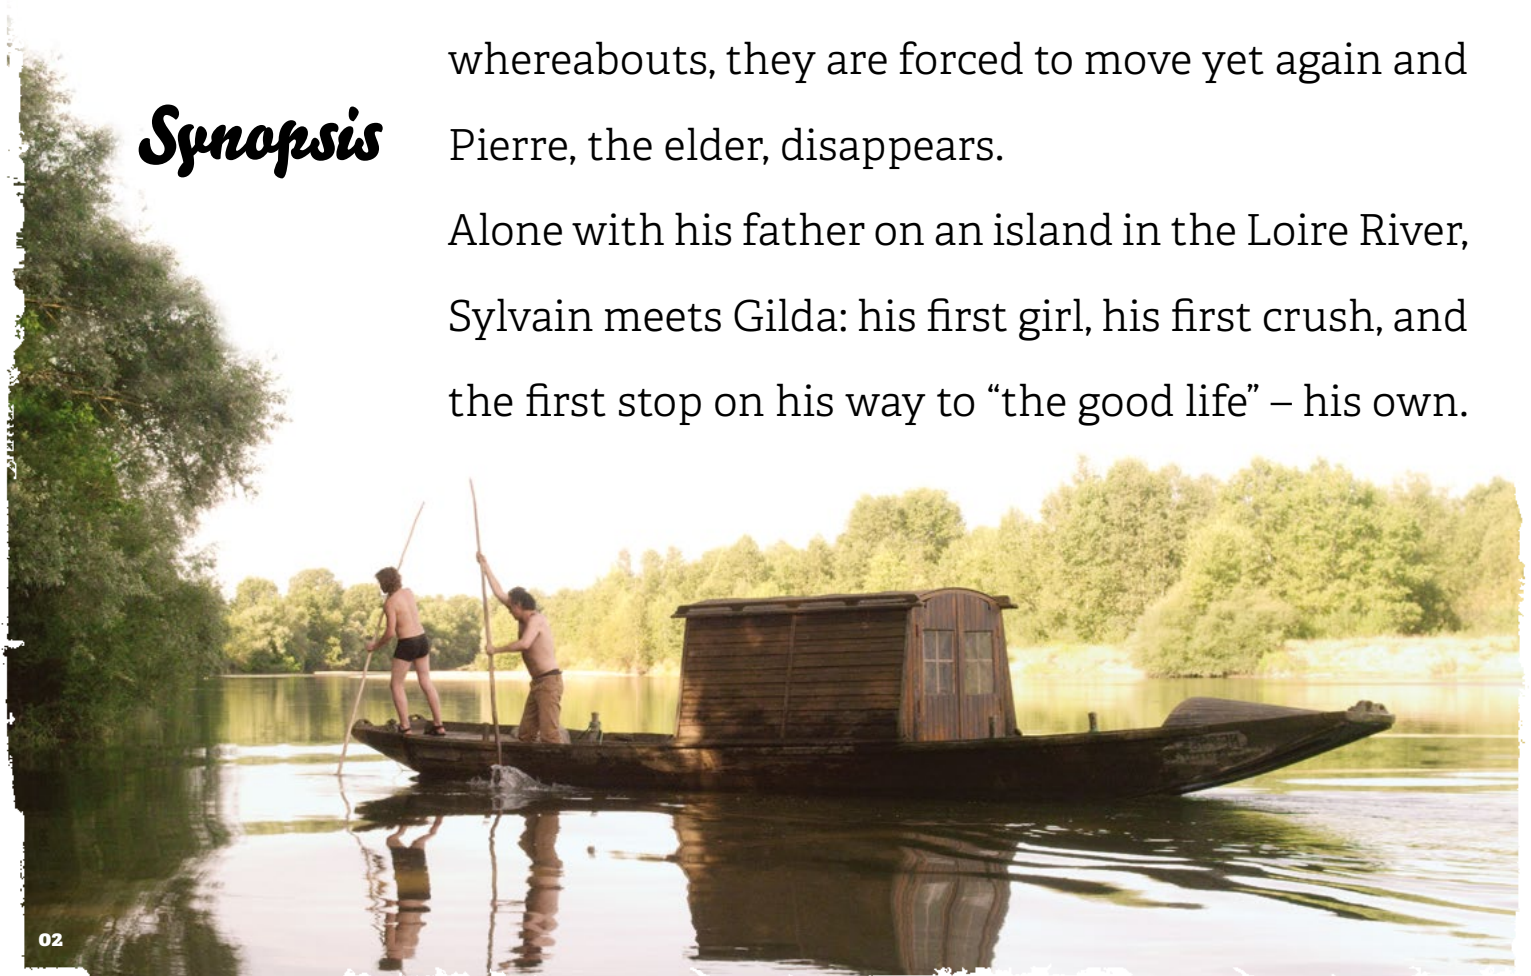 Synopsis
whereabouts, they are forced to move yet again and
Pierre, the elder, disappears.
Alone with his father on an island in the Loire River,
Sylvain meets Gilda: his first girl, his first crush, and
the first stop on his way to “the good life” – his own.
02